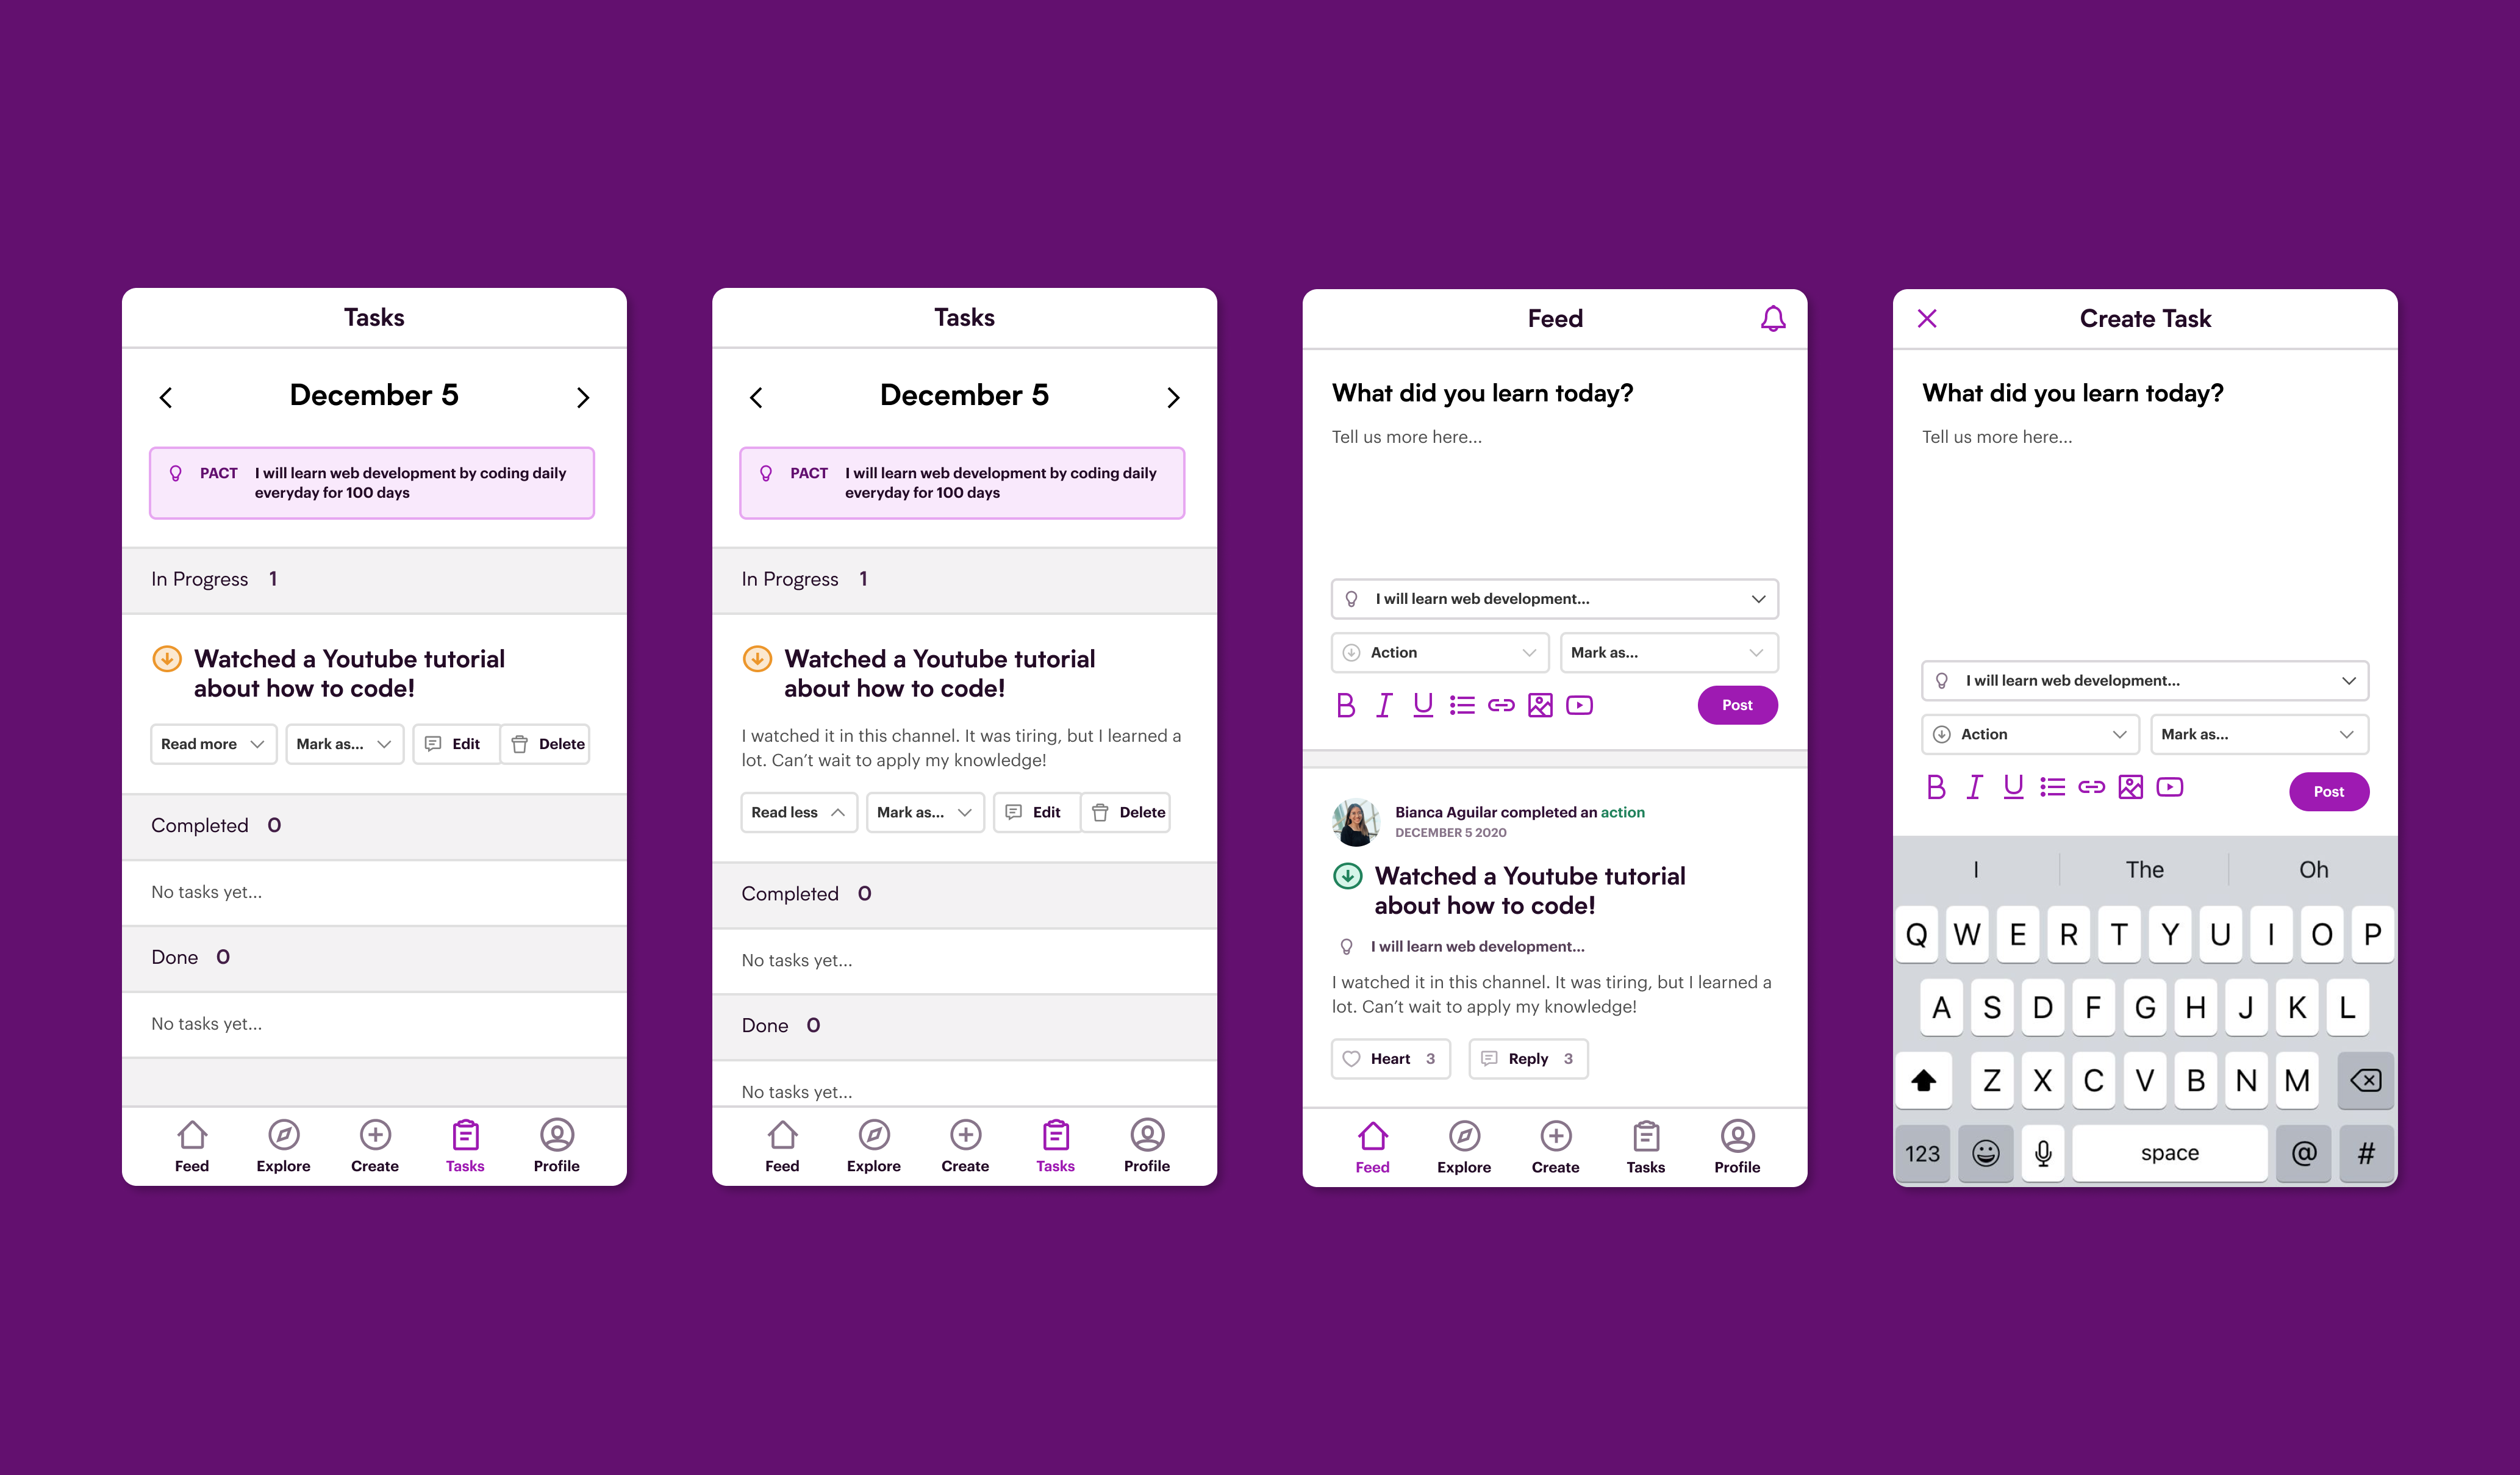 Tasks
December 5
PACT I will learn web development by coding daily
everyday for 100 days
In Progress 1
Watched a Youtube tutorial
about how to code!
Read more Mark as... Edit Delete
Completed 0
No tasks yet...
Done 0
No tasks yet...
Feed Explore Create Tasks Profile
Tasks
December 5
PACT I will learn web development by coding daily
everyday for 100 days
In Progress 1
Watched a Youtube tutorial
about how to code!
I watched it in this channel. It was tiring, but I learned a
lot. Can't wait to apply my knowledge!
Read less Mark as... Edit Delete
Completed 0
No tasks yet...
Done 0
No tasks yet...
Feed Explore Create Tasks Profile
Feed
What did you learn today?
Tell us more here...
I will learn web development...
Action Mark as...
B I U Post
Bianca Aguilar completed an action
DECEMBER 5 2020
Watched a Youtube tutorial
about how to code!
I will learn web development...
I watched it in this channel. It was tiring, but I learned a
lot. Can't wait to apply my knowledge!
Heart 3 Reply 3
Feed Explore Create Tasks Profile
Create Task
What did you learn today?
Tell us more here...
I will learn web development...
Action Mark as...
B I U Post
I The Oh
Q W E R T Y U I O P
A S D F G H J K L
Z X C V B N M
123 space @ #